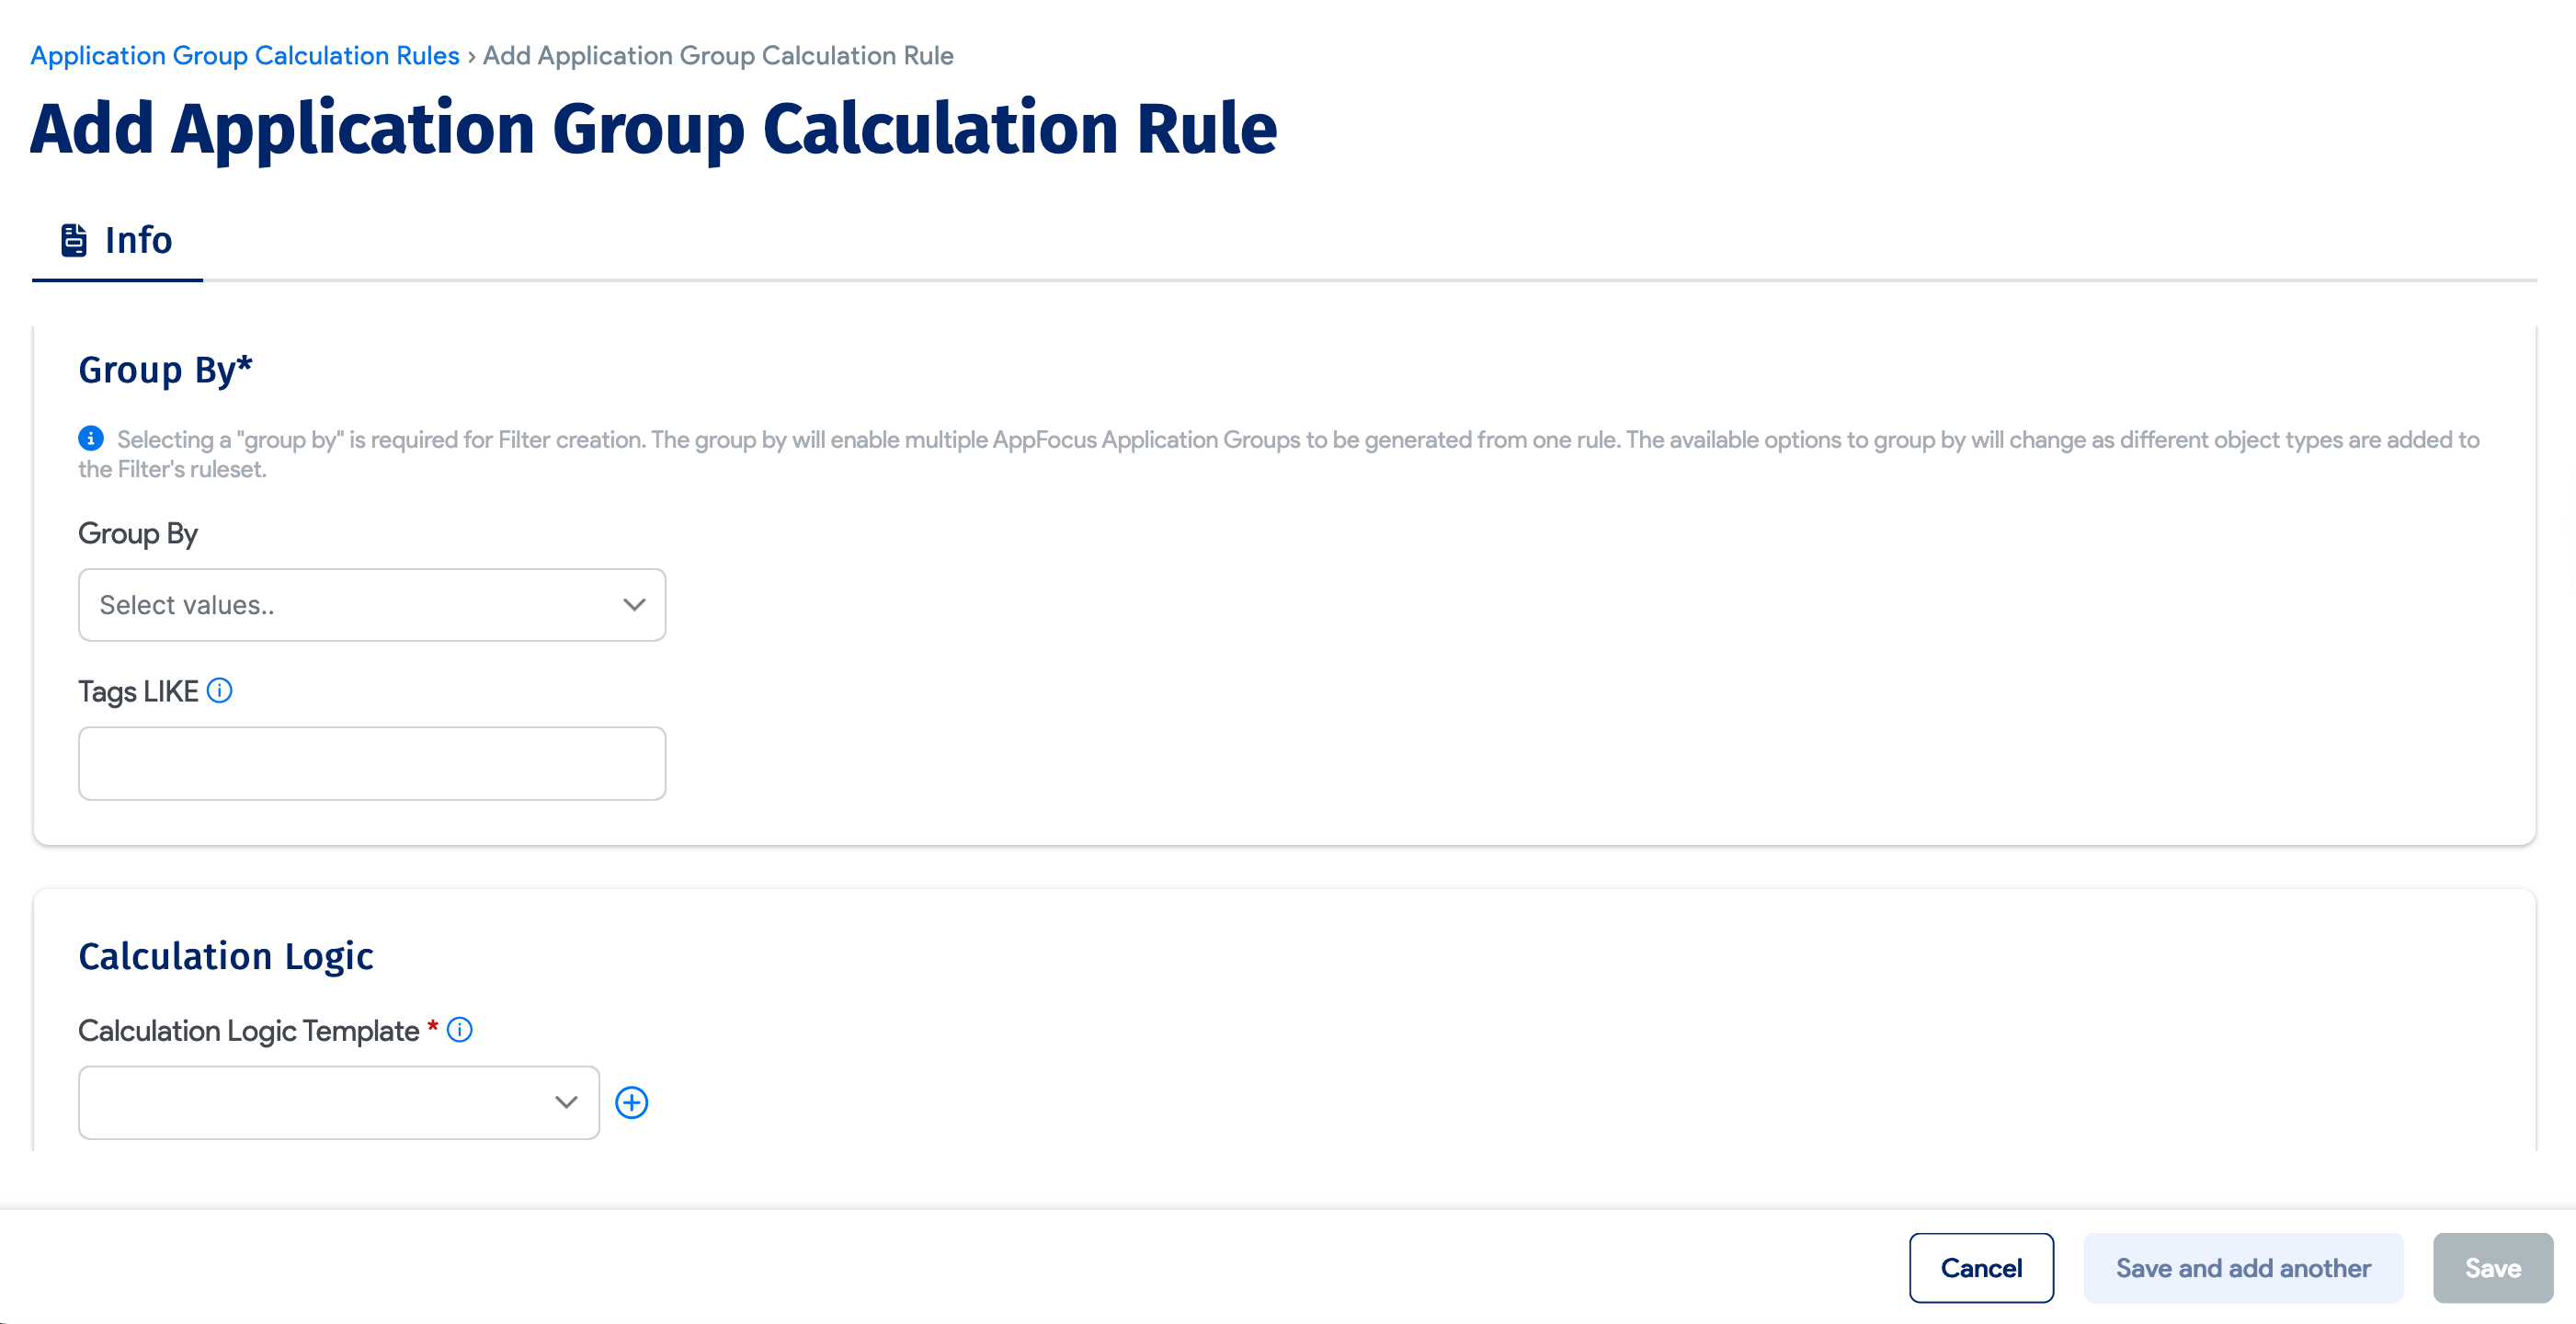 Application Group Calculation Rules › Add Application Group Calculation Rule
Add Application Group Calculation Rule
Info
Group By*
Selecting a "group by" is required for Filter creation. The group by will enable multiple AppFocus Application Groups to be generated from one rule. The available options to group by will change as different object types are added to
the Filter's ruleset.
Group By
Select values..
Tags LIKE
Calculation Logic
Calculation Logic Template *
Cancel
Save and add another
Save